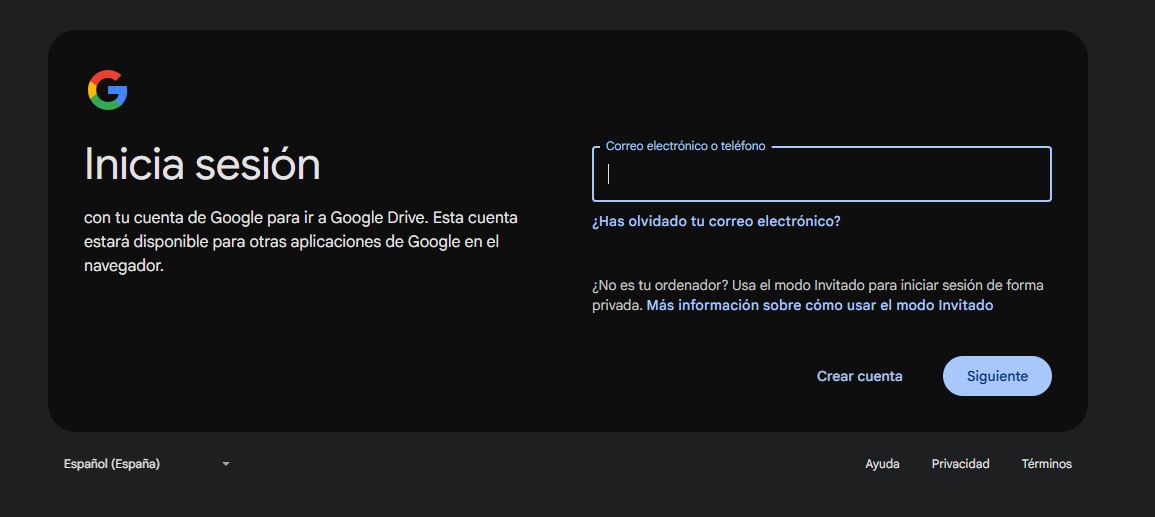 Inicia sesión
con tu cuenta de Google para ir a Google Drive. Esta cuenta
estará disponible para otras aplicaciones de Google en el
navegador.
Correo electrónico o teléfono
¿Has olvidado tu correo electrónico?
¿No es tu ordenador? Usa el modo Invitado para iniciar sesión de forma
privada. Más información sobre cómo usar el modo Invitado
Crear cuenta
Siguiente
Español (España)
Ayuda
Privacidad
Términos